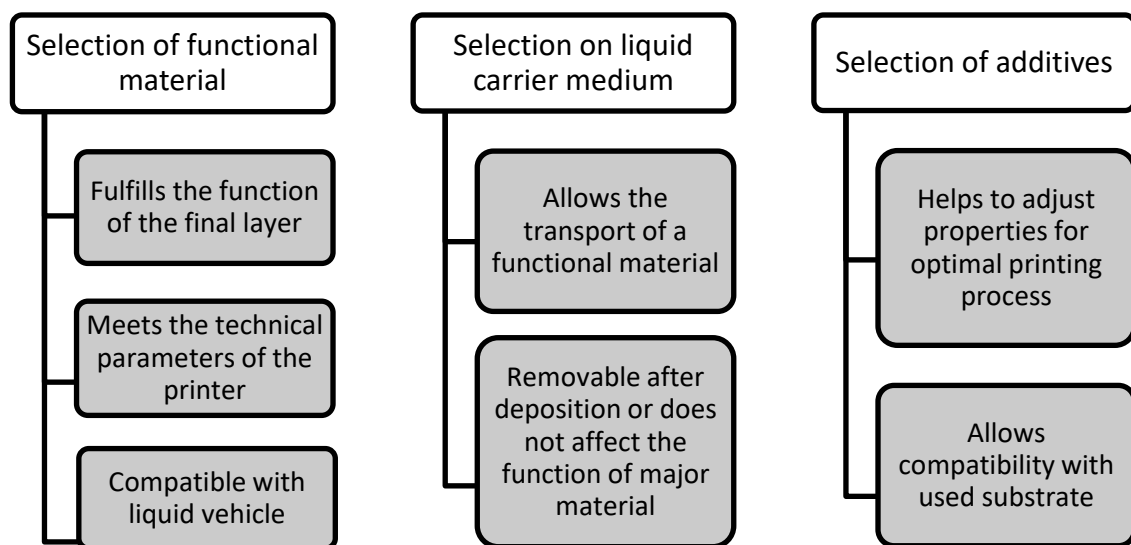 Selection of functional
material
Fulfills the function
of the final layer
Meets the technical
parameters of the
printer
Compatible with
liquid vehicle
Selection on liquid
carrier medium
Allows the
transport of a
functional material
Removable after
deposition or does
not affect the
function of major
material
Selection of additives
Helps to adjust
properties for
optimal printing
process
Allows
compatibility with
used substrate